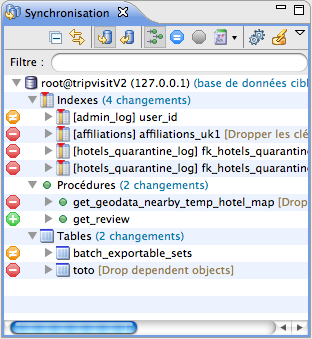 Synchronisation
Filtre :
root@tripvisitV2 (127.0.0.1) (base de données cibl
Indexes (4 changements)
[admin_log] user_id
[affiliations] affiliations_uk1 [Dropper les clé
[hotels_quarantine_log] fk_hotels_quarantine
[hotels_quarantine_log] fk_hotels_quarantine
Procédures (2 changements)
get_geodata_nearby_temp_hotel_map [Drop
get_review
Tables (2 changements)
batch_exportable_sets
toto [Drop dependent objects]